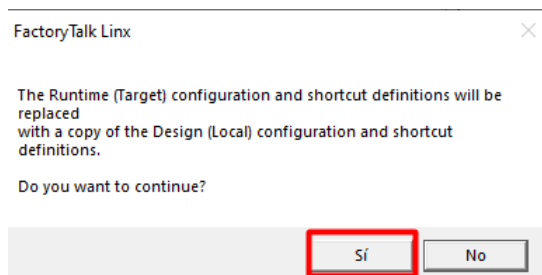 FactoryTalk Linx
The Runtime (Target) configuration and shortcut definitions will be
replaced
with a copy of the Design (Local) configuration and shortcut
definitions.
Do you want to continue?
Sí
No